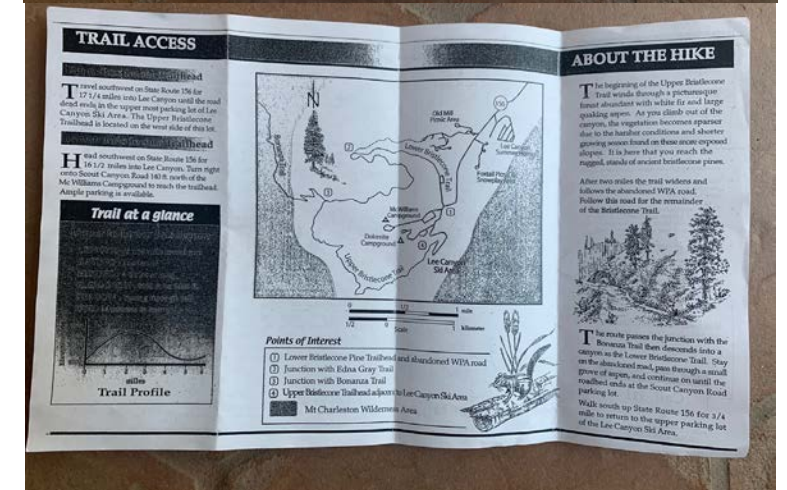 TRAIL ACCESS
Trailhead
Travel southwest on State Route 156 for
17 1/4 miles into Lee Canyon until the road
dead ends in the upper most parking lot of Lee
Canyon Ski Area. The Upper Bristlecone
Trailhead is located on the west side of this lot.
Trailhead
Head southwest on State Route 156 for
16 1/2 miles into Lee Canyon. Turn right
onto Scout Canyon Road 140 ft. north of the
Mc Williams Campground to reach the trailhead.
Ample parking is available.
Trail at a glance
miles
Trail Profile
N
Old Mill
Picnic Area
156
Lee Canyon
2
Lower Bristlecone Trail
Bonanza Trail
Foxtail Picnic
Snowplay Area
3
McWilliams
Campground
1
Dolomite
Campground
4
Lee Canyon
Ski Area
Upper Bristlecone Trail
0 1/2 1 mile
1/2 0 Scale 1 kilometer
Points of Interest
1 Lower Bristlecone Pine Trailhead and abandoned WPA road
2 Junction with Edna Gray Trail
3 Junction with Bonanza Trail
4 Upper Bristlecone Trailhead adjacent to Lee Canyon Ski Area
Mt Charleston Wilderness Area
ABOUT THE HIKE
The beginning of the Upper Bristlecone
Trail winds through a picturesque
forest abundant with white fir and large
quaking aspen. As you climb out of the
canyon, the vegetation becomes sparser
due to the harsher conditions and shorter
growing season found on these more exposed
slopes. It is here that you reach the
rugged, stands of ancient bristlecone pines.
After two miles the trail widens and
follows the abandoned WPA road.
Follow this road for the remainder
of the Bristlecone Trail.
The route passes the junction with the
Bonanza Trail then descends into a
canyon as the Lower Bristlecone Trail. Stay
on the abandoned road, pass through a small
grove of aspen, and continue on until the
roadbed ends at the Scout Canyon Road
parking lot.
Walk south up State Route 156 for 3/4
mile to return to the upper parking lot
of the Lee Canyon Ski Area.